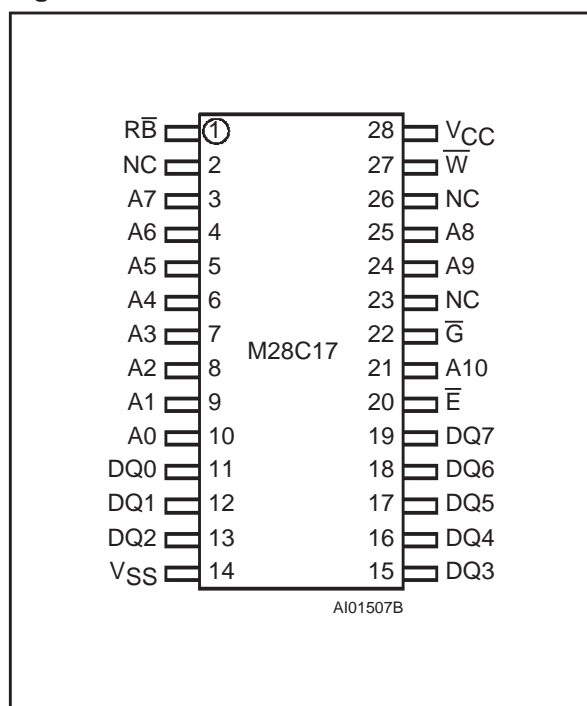 RB̅ 1 28 VCC
NC 2 27 W̅
A7 3 26 NC
A6 4 25 A8
A5 5 24 A9
A4 6 23 NC
A3 7 22 G̅
M28C17
A2 8 21 A10
A1 9 20 E̅
A0 10 19 DQ7
DQ0 11 18 DQ6
DQ1 12 17 DQ5
DQ2 13 16 DQ4
VSS 14 15 DQ3
AI01507B